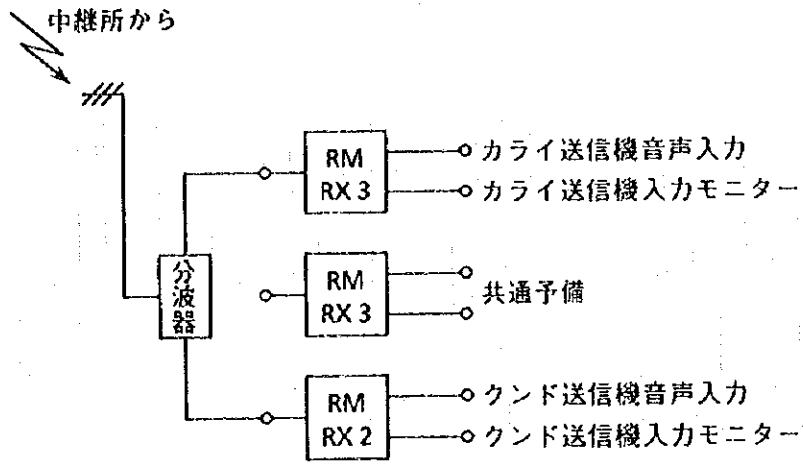 中継所から
RM
RX 3
カライ送信機音声入力
カライ送信機入力モニター
分波器
RM
RX 3
共通予備
RM
RX 2
クンド送信機音声入力
クンド送信機入力モニター